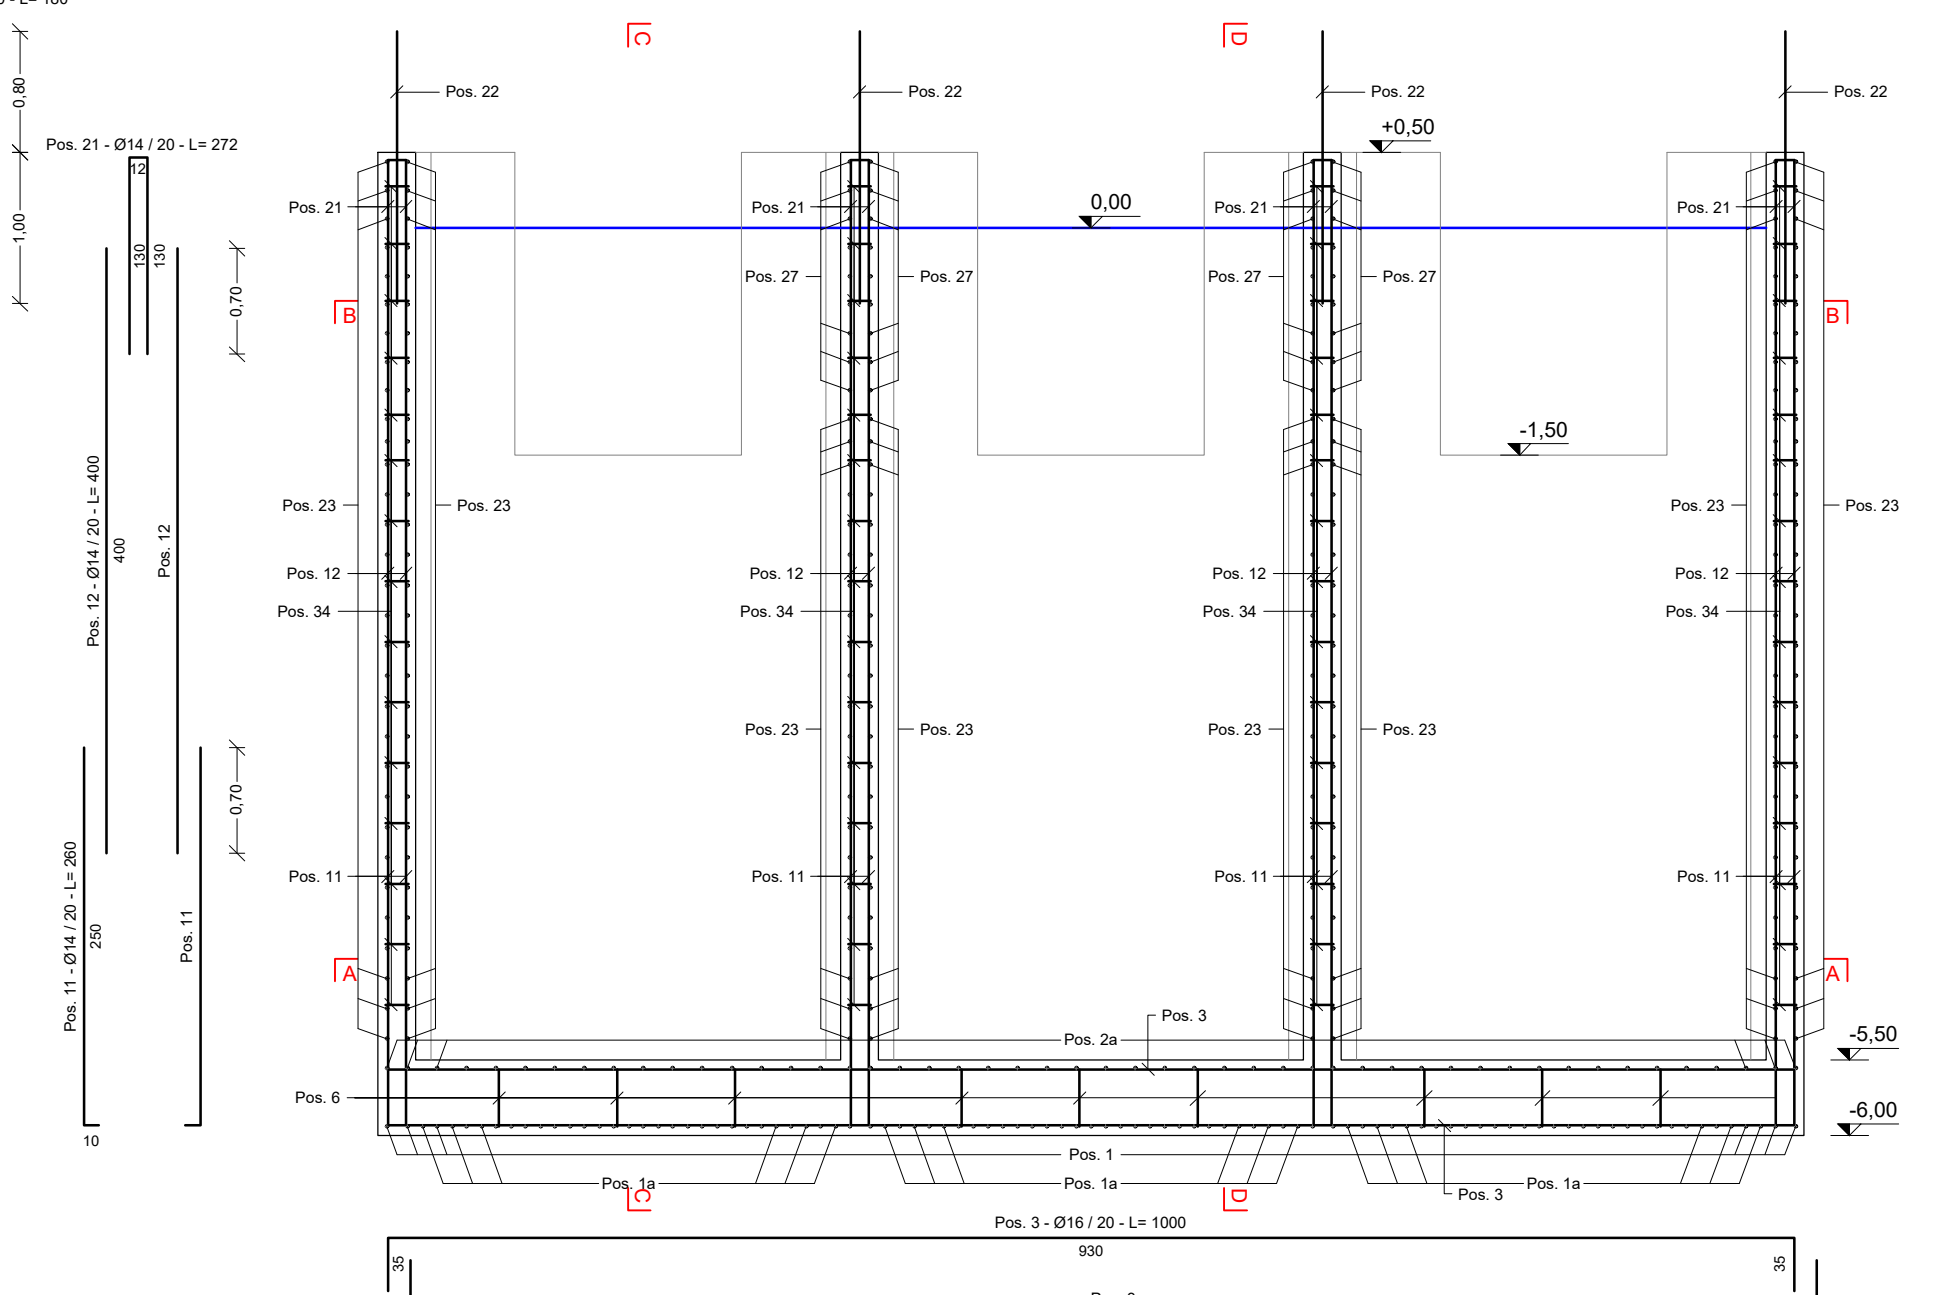 C
D
0,80
Pos. 22
Pos. 22
Pos. 22
Pos. 22
+0,50
Pos. 21 - Ø14 / 20 - L= 272
12
1,00
130
130
Pos. 21
Pos. 21
Pos. 21
Pos. 21
0,00
0,70
Pos. 27
Pos. 27
Pos. 27
Pos. 27
B
B
-1,50
Pos. 12 - Ø14 / 20 - L= 400
400
Pos. 12
Pos. 23
Pos. 23
Pos. 23
Pos. 23
Pos. 12
Pos. 12
Pos. 12
Pos. 12
Pos. 34
Pos. 34
Pos. 34
Pos. 34
Pos. 23
Pos. 23
Pos. 23
Pos. 23
0,70
Pos. 11 - Ø14 / 20 - L= 260
250
Pos. 11
Pos. 11
Pos. 11
Pos. 11
Pos. 11
A
A
Pos. 3
Pos. 2a
-5,50
Pos. 6
-6,00
10
Pos. 1
Pos. 1a
Pos. 1a
Pos. 1a
Pos. 3
C
D
Pos. 3 - Ø16 / 20 - L= 1000
930
35
35